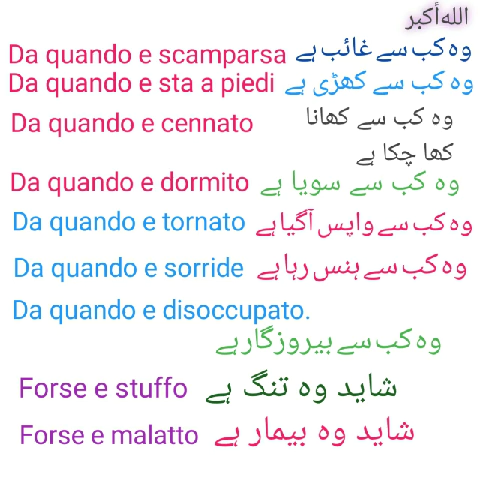 الله أكبر
Da quando e scamparsa وہ کب سے غائب ہے
Da quando e sta a piedi وہ کب سے کھڑی ہے
Da quando e cennato وہ کب سے کھانا
کھا چکا ہے
Da quando e dormito وہ کب سے سویا ہے
Da quando e tornato وہ کب سے واپس آگیا ہے
Da quando e sorride وہ کب سے ہنس رہا ہے
Da quando e disoccupato.
وہ کب سے بیروزگار ہے
Forse e stuffo شاید وہ تنگ ہے
Forse e malatto شاید وہ بیمار ہے